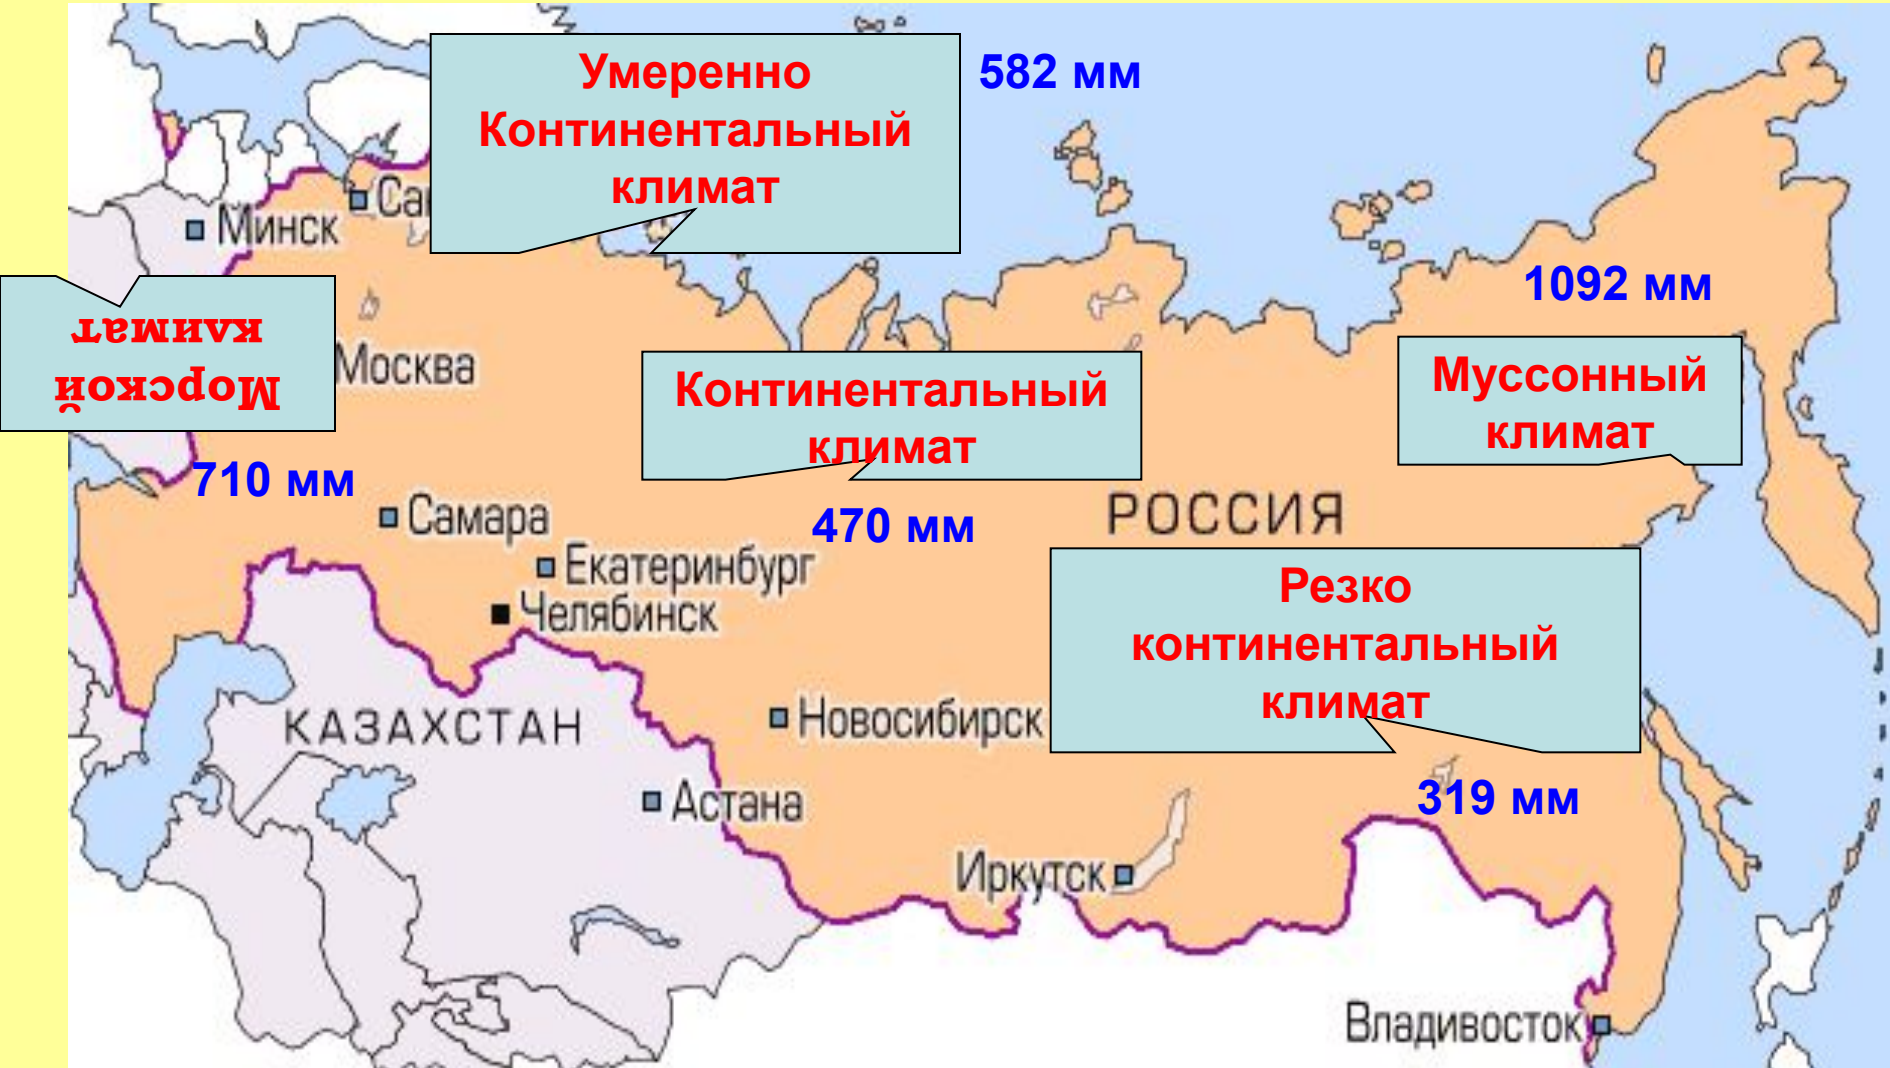 Умеренно
Континентальный
климат
582 мм
Са
Минск
1092 мм
Морской
климат
Москва
Континентальный
климат
Муссонный
климат
710 мм
Самара
470 мм
РОССИЯ
Екатеринбург
Челябинск
Резко
континентальный
климат
КАЗАХСТАН
Новосибирск
Астана
319 мм
Иркутск
Владивосток